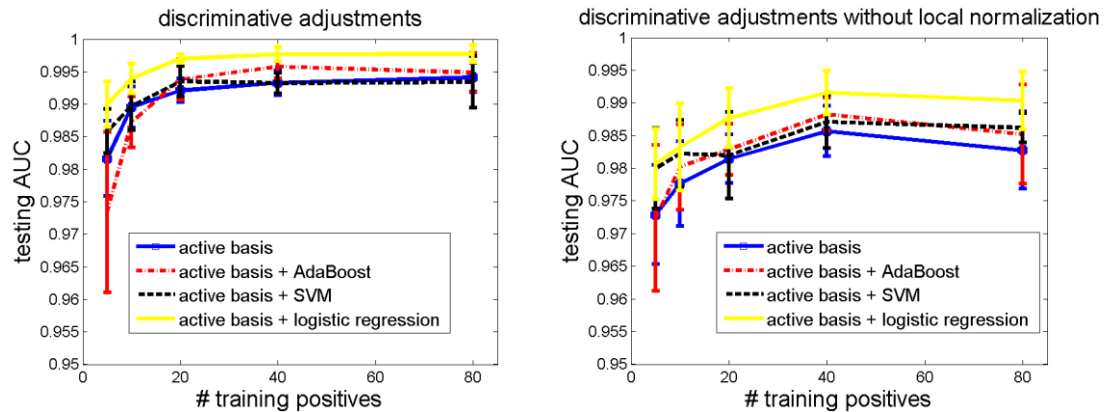 discriminative adjustments
1
0.995
0.99
0.985
0.98
0.975
0.97
0.965
0.96
0.955
0.95
testing AUC
active basis
active basis + AdaBoost
active basis + SVM
active basis + logistic regression
0 20 40 60 80
# training positives
discriminative adjustments without local normalization
1
0.995
0.99
0.985
0.98
0.975
0.97
0.965
0.96
0.955
0.95
testing AUC
active basis
active basis + AdaBoost
active basis + SVM
active basis + logistic regression
0 20 40 60 80
# training positives